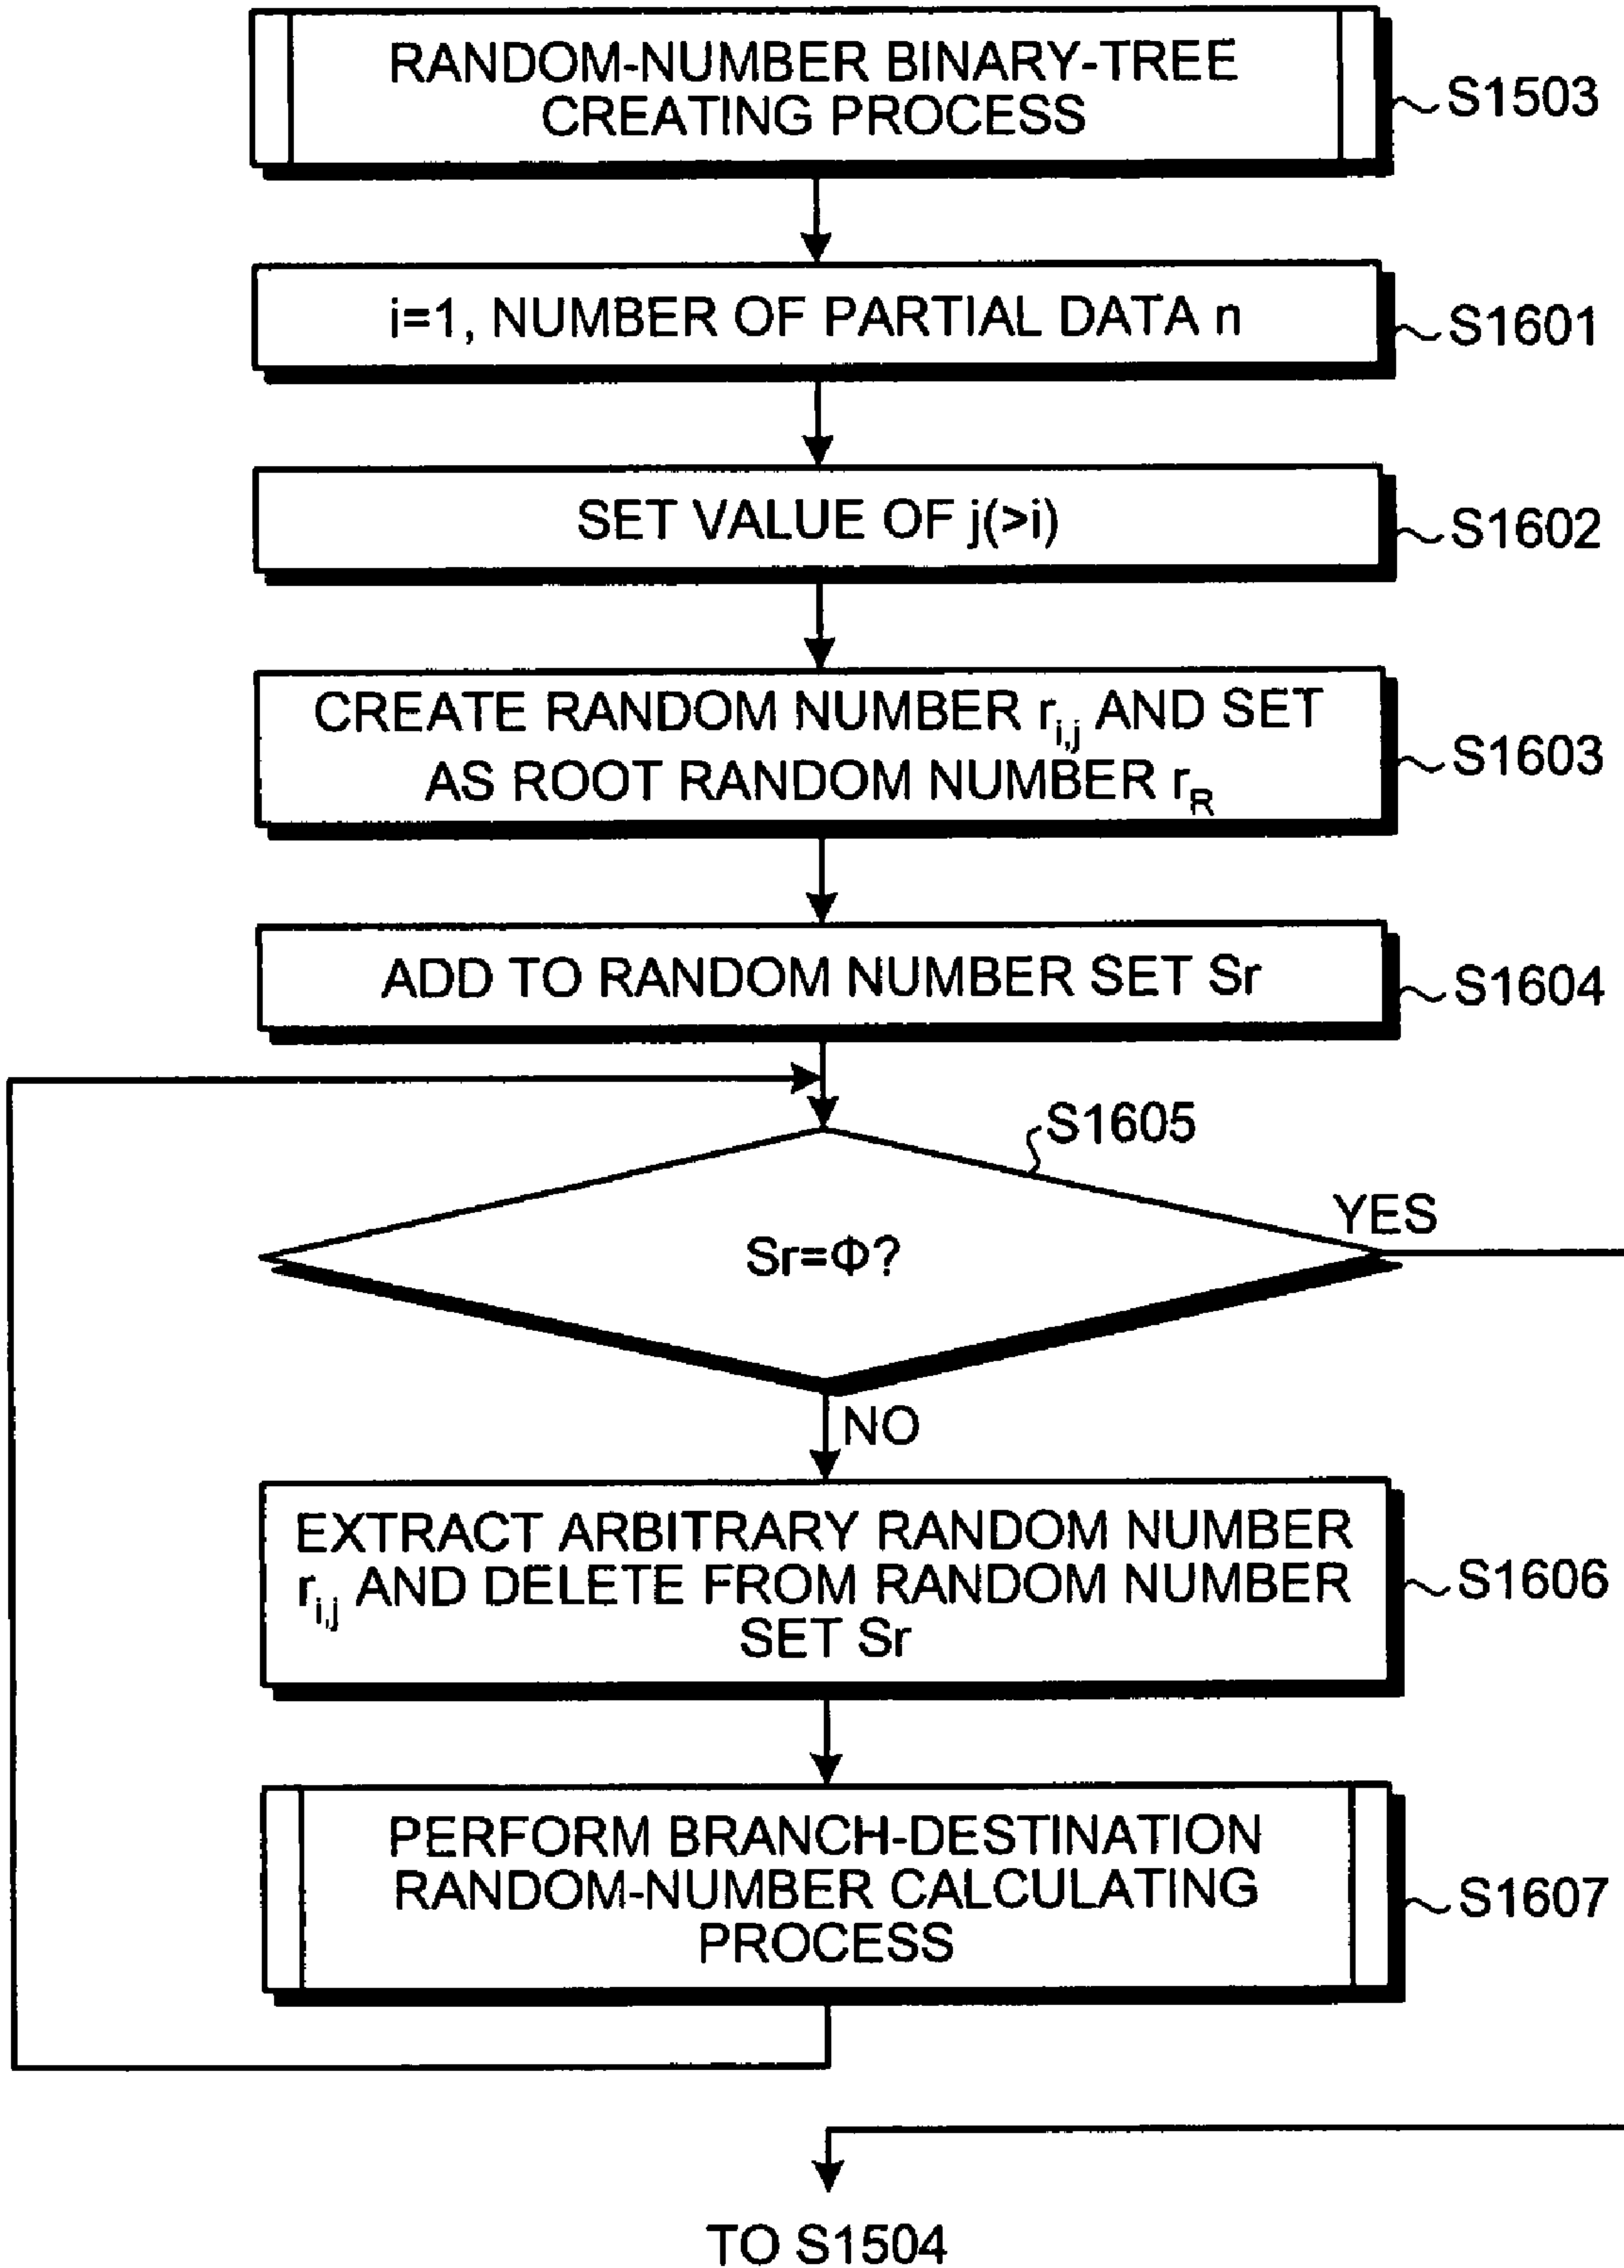 RANDOM-NUMBER BINARY-TREE
CREATING PROCESS
S1503
i=1, NUMBER OF PARTIAL DATA n
S1601
SET VALUE OF j(>i)
S1602
CREATE RANDOM NUMBER r_{i,j} AND SET
AS ROOT RANDOM NUMBER r_R
S1603
ADD TO RANDOM NUMBER SET Sr
S1604
S1605
YES
Sr=Φ?
NO
EXTRACT ARBITRARY RANDOM NUMBER
r_{i,j} AND DELETE FROM RANDOM NUMBER
SET Sr
S1606
PERFORM BRANCH-DESTINATION
RANDOM-NUMBER CALCULATING
PROCESS
S1607
TO S1504